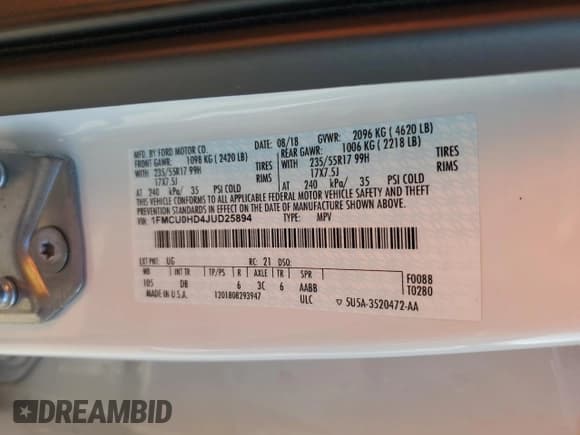 MFD. BY FORD MOTOR CO. DATE: 08/18 GVWR: 2096 KG ( 4620 LB)
FRONT GAWR: 1098 KG ( 2420 LB) REAR GAWR: 1006 KG ( 2218 LB)
WITH 235/55R17 99H TIRES WITH 235/55R17 99H TIRES
17X7.5J RIMS 17X7.5J RIMS
AT 240 kPa/ 35 PSI COLD AT 240 kPa/ 35 PSI COLD
THIS VEHICLE CONFORMS TO ALL APPLICABLE FEDERAL MOTOR VEHICLE SAFETY AND THEFT
PREVENTION STANDARDS IN EFFECT ON THE DATE OF MANUFACTURE SHOWN ABOVE.
VIN: 1FMCU0HD4JUD25894 TYPE: MPV
EXT PNT: UG RC: 21 DSO:
WB INT TR TP/PS R AXLE TR SPR
105 DB 6 3C 6 AABB
MADE IN U.S.A. 1201808293947 ULC
F0088
T0280
▽ 5U5A-3520472-AA
DREAMBID